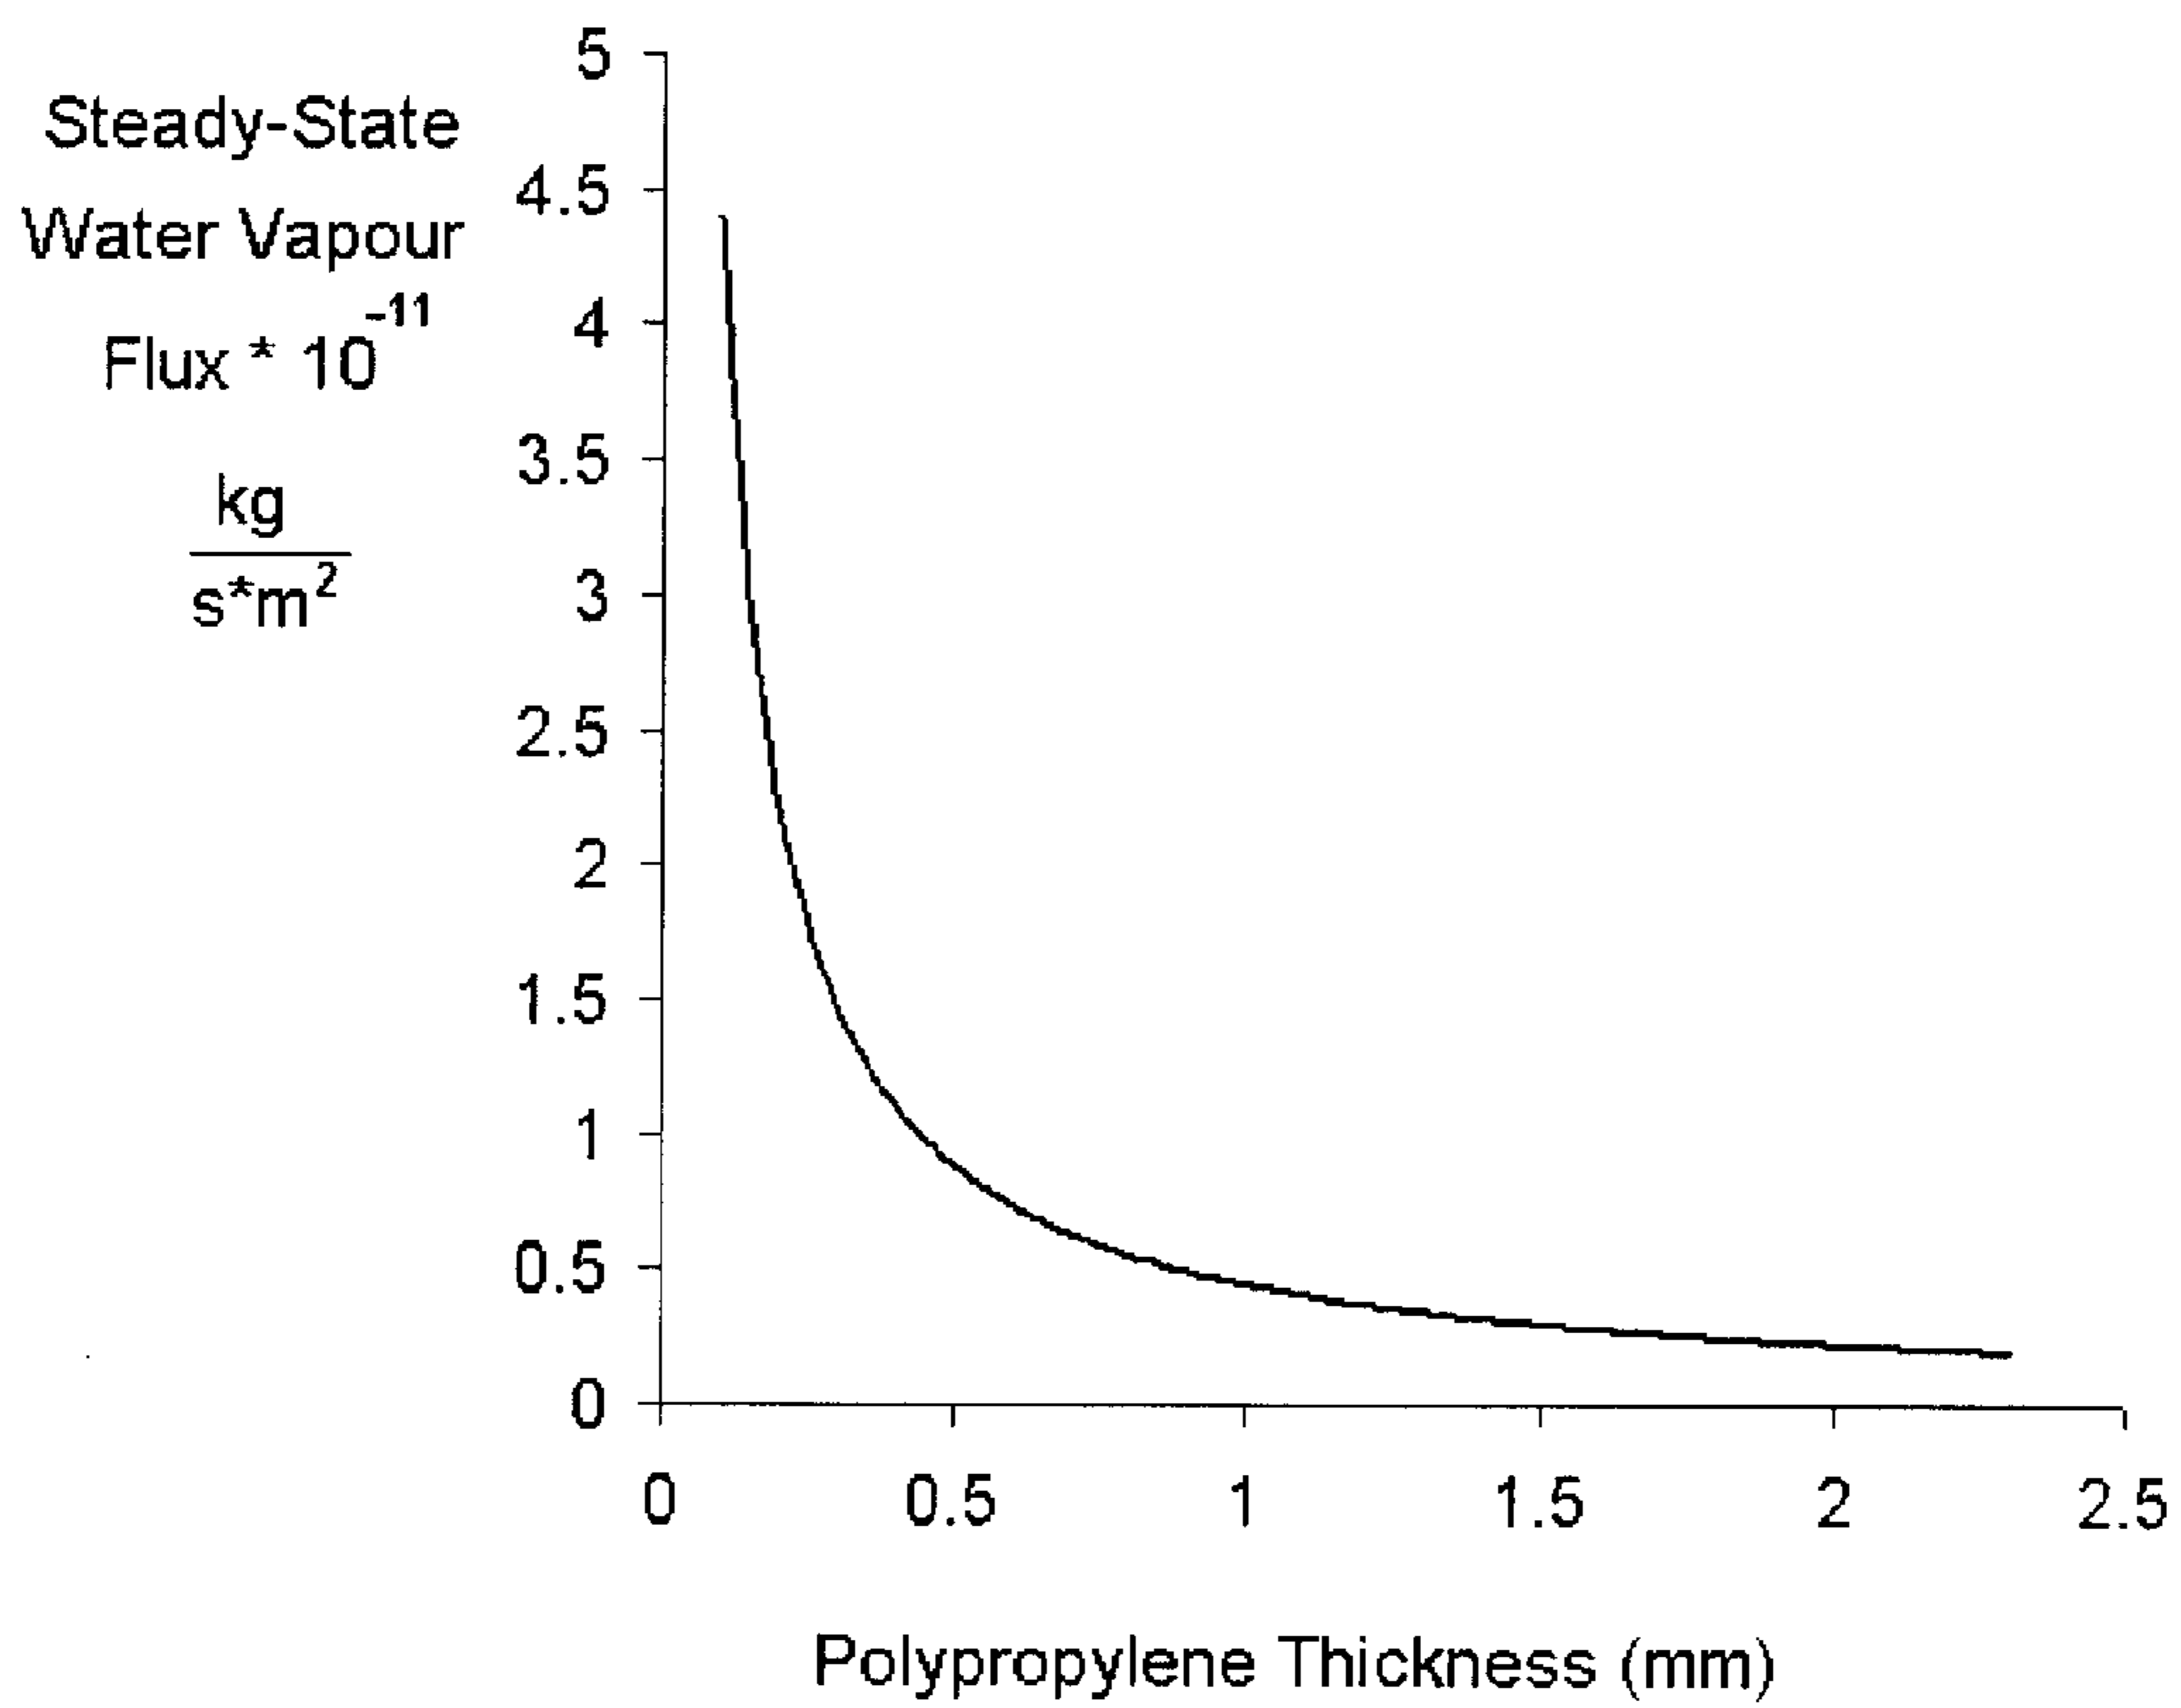 Steady-State
Water Vapour
Flux * 10^-11
kg
s*m²
5
4.5
4
3.5
3
2.5
2
1.5
1
0.5
0
0 0.5 1 1.5 2 2.5
Polypropylene Thickness (mm)